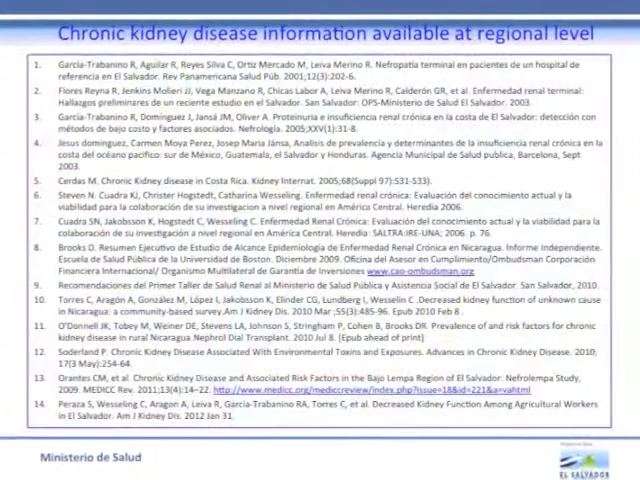 Chronic kidney disease information available at regional level
1. García-Trabanino R, Aguilar R, Reyes Silva C, Ortiz Mercado M, Leiva Merino R. Nefropatía terminal en pacientes de un hospital de
referencia en El Salvador. Rev Panamericana Salud Púb. 2001;12(3):202-6.
2. Flores Reyna R, Jenkins Molieri JJ, Vega Manzano R, Chicas Labor A, Leiva Merino R, Calderón GR, et al. Enfermedad renal terminal:
Hallazgos preliminares de un reciente estudio en el Salvador. San Salvador: OPS-Ministerio de Salud El Salvador. 2003.
3. García-Trabanino R, Domínguez J, Jansá JM, Oliver A. Proteinuria e insuficiencia renal crónica en la costa de El Salvador: detección con
métodos de bajo costo y factores asociados. Nefrología. 2005;XXV(1):31-8.
4. Jesus dominguez, Carmen Moya Perez, Josep Maria Jánsa, Analisis de prevalencia y determinantes de la insuficiencia renal crónica en la
costa del océano pacífico: sur de México, Guatemala, el Salvador y Honduras. Agencia Municipal de Salud publica, Barcelona, Sept
2003.
5. Cerdas M. Chronic Kidney disease in Costa Rica. Kidney Internat. 2005;68(Suppl 97):S31-S33).
6. Steven N. Cuadra KJ, Christer Hogstedt, Catharina Wesseling. Enfermedad renal crónica: Evaluación del conocimiento actual y la
viabilidad para la colaboración de su investigacion a nivel regional en América Central. Heredia 2006.
7. Cuadra SN, Jakobsson K, Hogstedt C, Wesseling C. Enfermedad Renal Crónica: Evaluación del conocimiento actual y la viabilidad para la
colaboración de su investigación a nivel regional en América Central. Heredia: SALTRA:IRE-UNA; 2006. p. 76.
8. Brooks D. Resumen Ejecutivo de Estudio de Alcance Epidemiología de Enfermedad Renal Crónica en Nicaragua. Informe Independiente.
Escuela de Salud Pública de la Universidad de Boston. Diciembre 2009. Oficina del Asesor en Cumplimiento/Ombudsman Corporación
Financiera Internacional/ Organismo Multilateral de Garantía de Inversiones www.cao-ombudsman.org
9. Recomendaciones del Primer Taller de Salud Renal al Ministerio de Salud Pública y Asistencia Social de El Salvador. San Salvador, 2010.
10. Torres C, Aragón A, González M, López I, Jakobsson K, Elinder CG, Lundberg I, Wesselin C .Decreased kidney function of unknown cause
in Nicaragua: a community-based survey.Am J Kidney Dis. 2010 Mar ;55(3):485-96. Epub 2010 Feb 8 .
11. O'Donnell JK, Tobey M, Weiner DE, Stevens LA, Johnson S, Stringham P, Cohen B, Brooks DR. Prevalence of and risk factors for chronic
kidney disease in rural Nicaragua.Nephrol Dial Transplant. 2010 Jul 8. [Epub ahead of print]
12. Soderland P. Chronic Kidney Disease Associated With Environmental Toxins and Exposures. Advances in Chronic Kidney Disease. 2010;
17(3 May):254-64.
13. Orantes CM, et al. Chronic Kidney Disease and Associated Risk Factors in the Bajo Lempa Region of El Salvador: Nefrolempa Study,
2009. MEDICC Rev. 2011;13(4):14–22. http://www.medicc.org/mediccreview/index.php?issue=18&id=221&a=vahtml
14. Peraza S, Wesseling C, Aragon A, Leiva R, García-Trabanino RA, Torres C, et al. Decreased Kidney Function Among Agricultural Workers
in El Salvador. Am J Kidney Dis. 2012 Jan 31.
Ministerio de Salud
EL SALVADOR